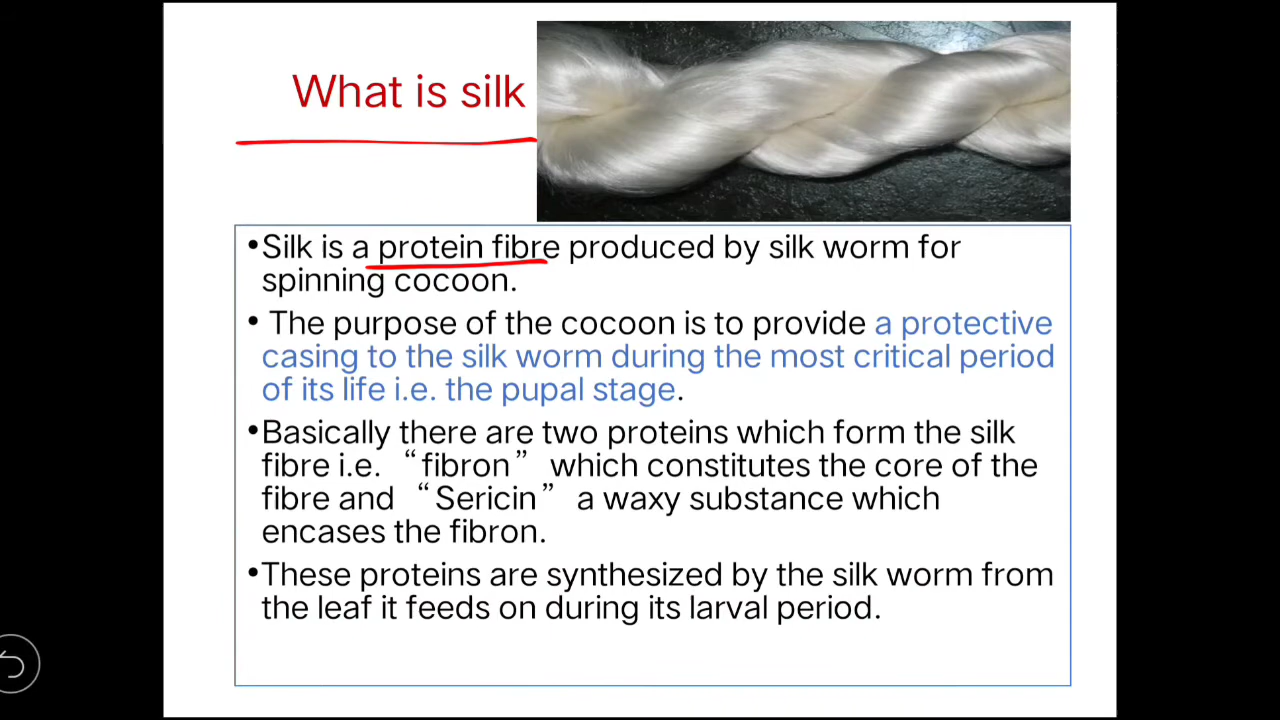 What is silk
•Silk is a protein fibre produced by silk worm for
spinning cocoon.
• The purpose of the cocoon is to provide a protective
casing to the silk worm during the most critical period
of its life i.e. the pupal stage.
•Basically there are two proteins which form the silk
fibre i.e. “fibron” which constitutes the core of the
fibre and “Sericin” a waxy substance which
encases the fibron.
•These proteins are synthesized by the silk worm from
the leaf it feeds on during its larval period.